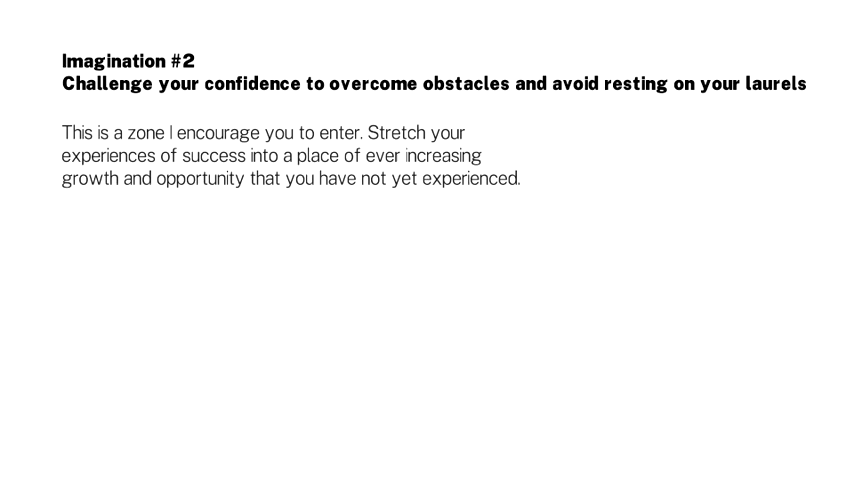 Imagination #2
Challenge your confidence to overcome obstacles and avoid resting on your laurels
This is a zone I encourage you to enter. Stretch your
experiences of success into a place of ever increasing
growth and opportunity that you have not yet experienced.